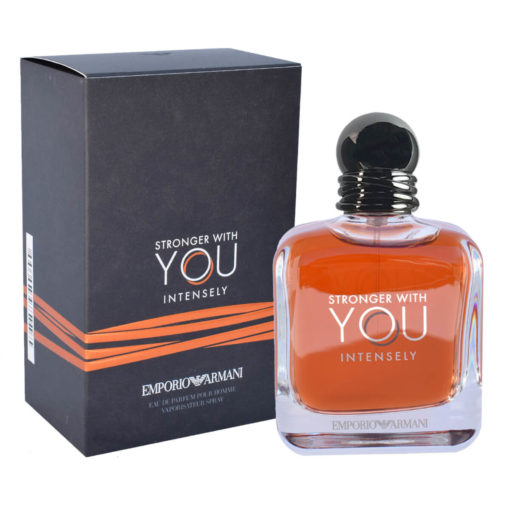 STRONGER WITH
YOU
INTENSELY
EMPORIO ARMANI
EAU DE PARFUM POUR HOMME
VAPORISATEUR SPRAY
STRONGER WITH
YOU
INTENSELY
EMPORIO ARMANI